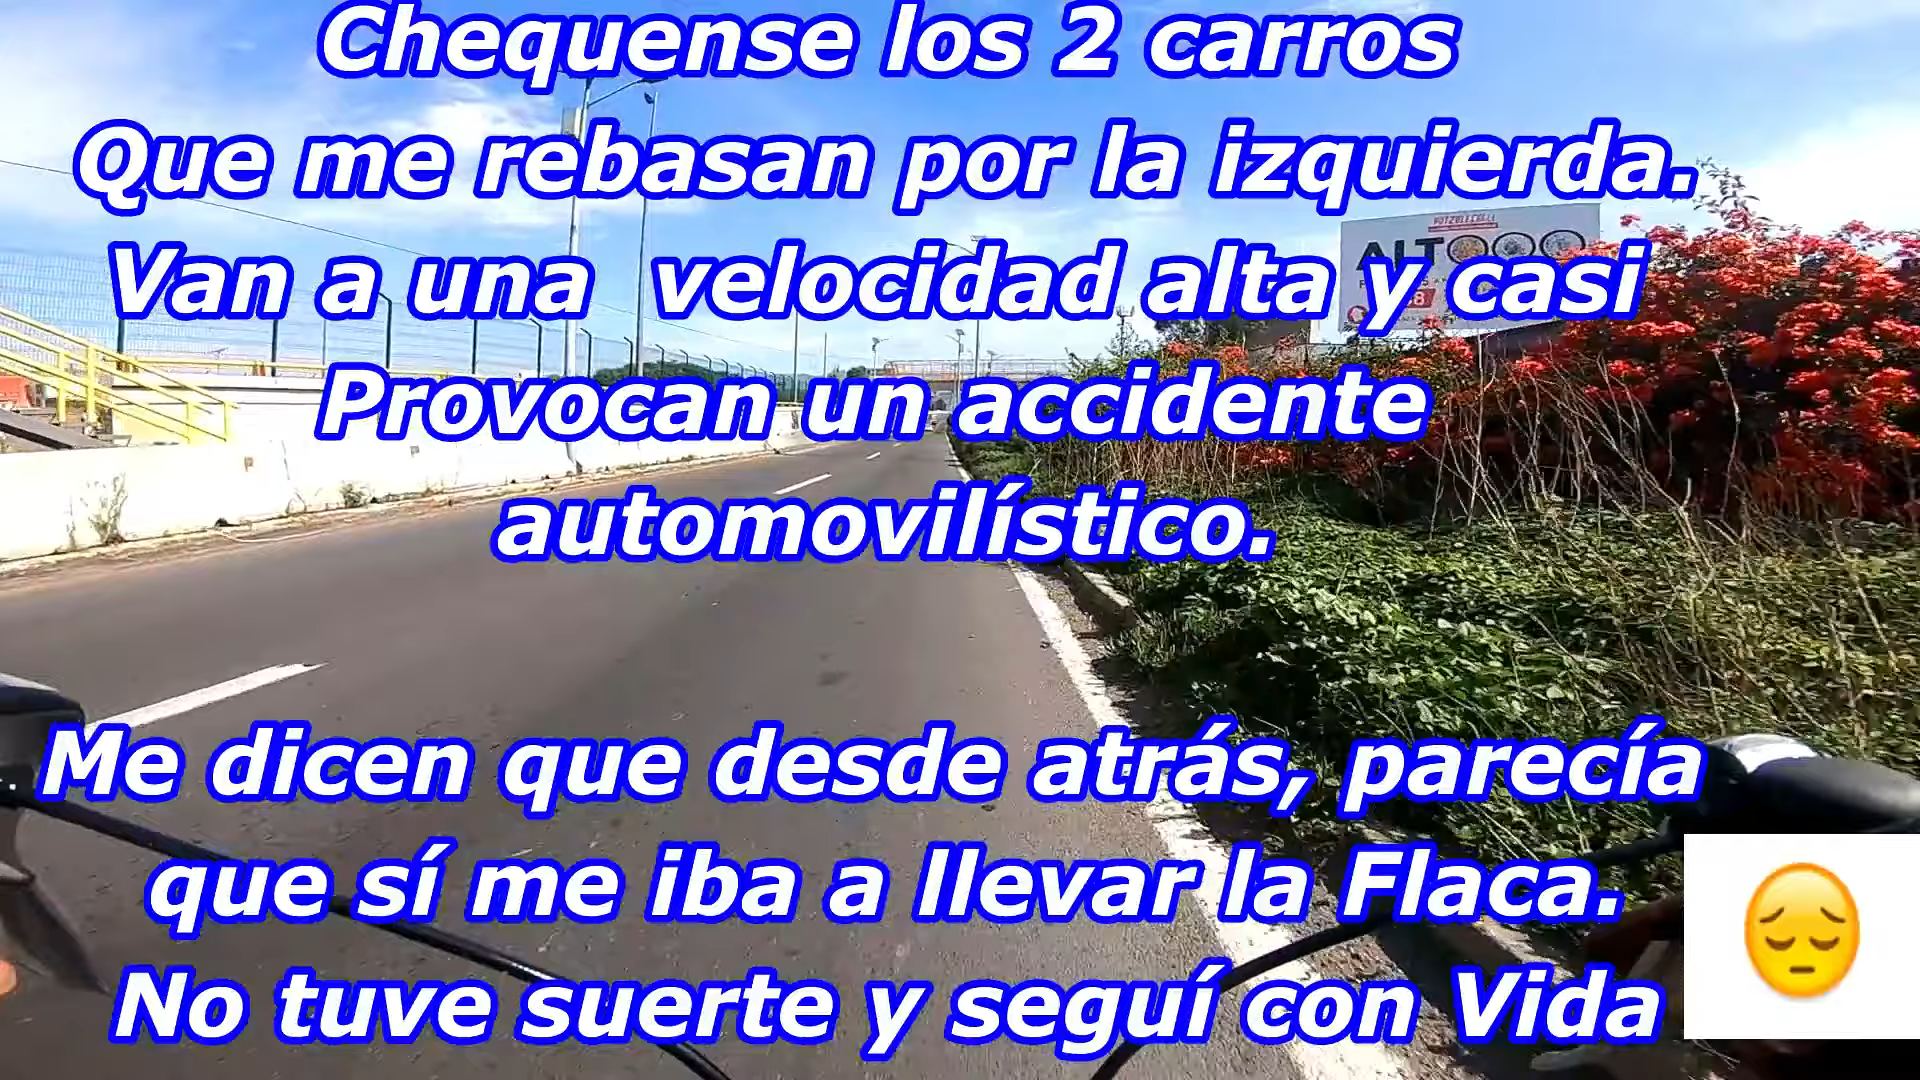 Chequense los 2 carros
Que me rebasan por la izquierda.
Van a una velocidad alta y casi
Provocan un accidente
automovilístico.
ALTOOO
Me dicen que desde atrás, parecía
que sí me iba a llevar la Flaca.
No tuve suerte y seguí con Vida